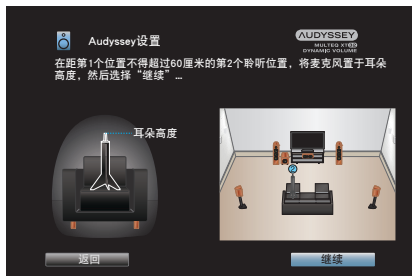 Audyssey设置
AUDYSSEY
MULTEQ XT32
DYNAMIC VOLUME
在距第1个位置不得超过60厘米的第2个聆听位置，将麦克风置于耳朵
高度，然后选择“继续”...
耳朵高度
返回
继续